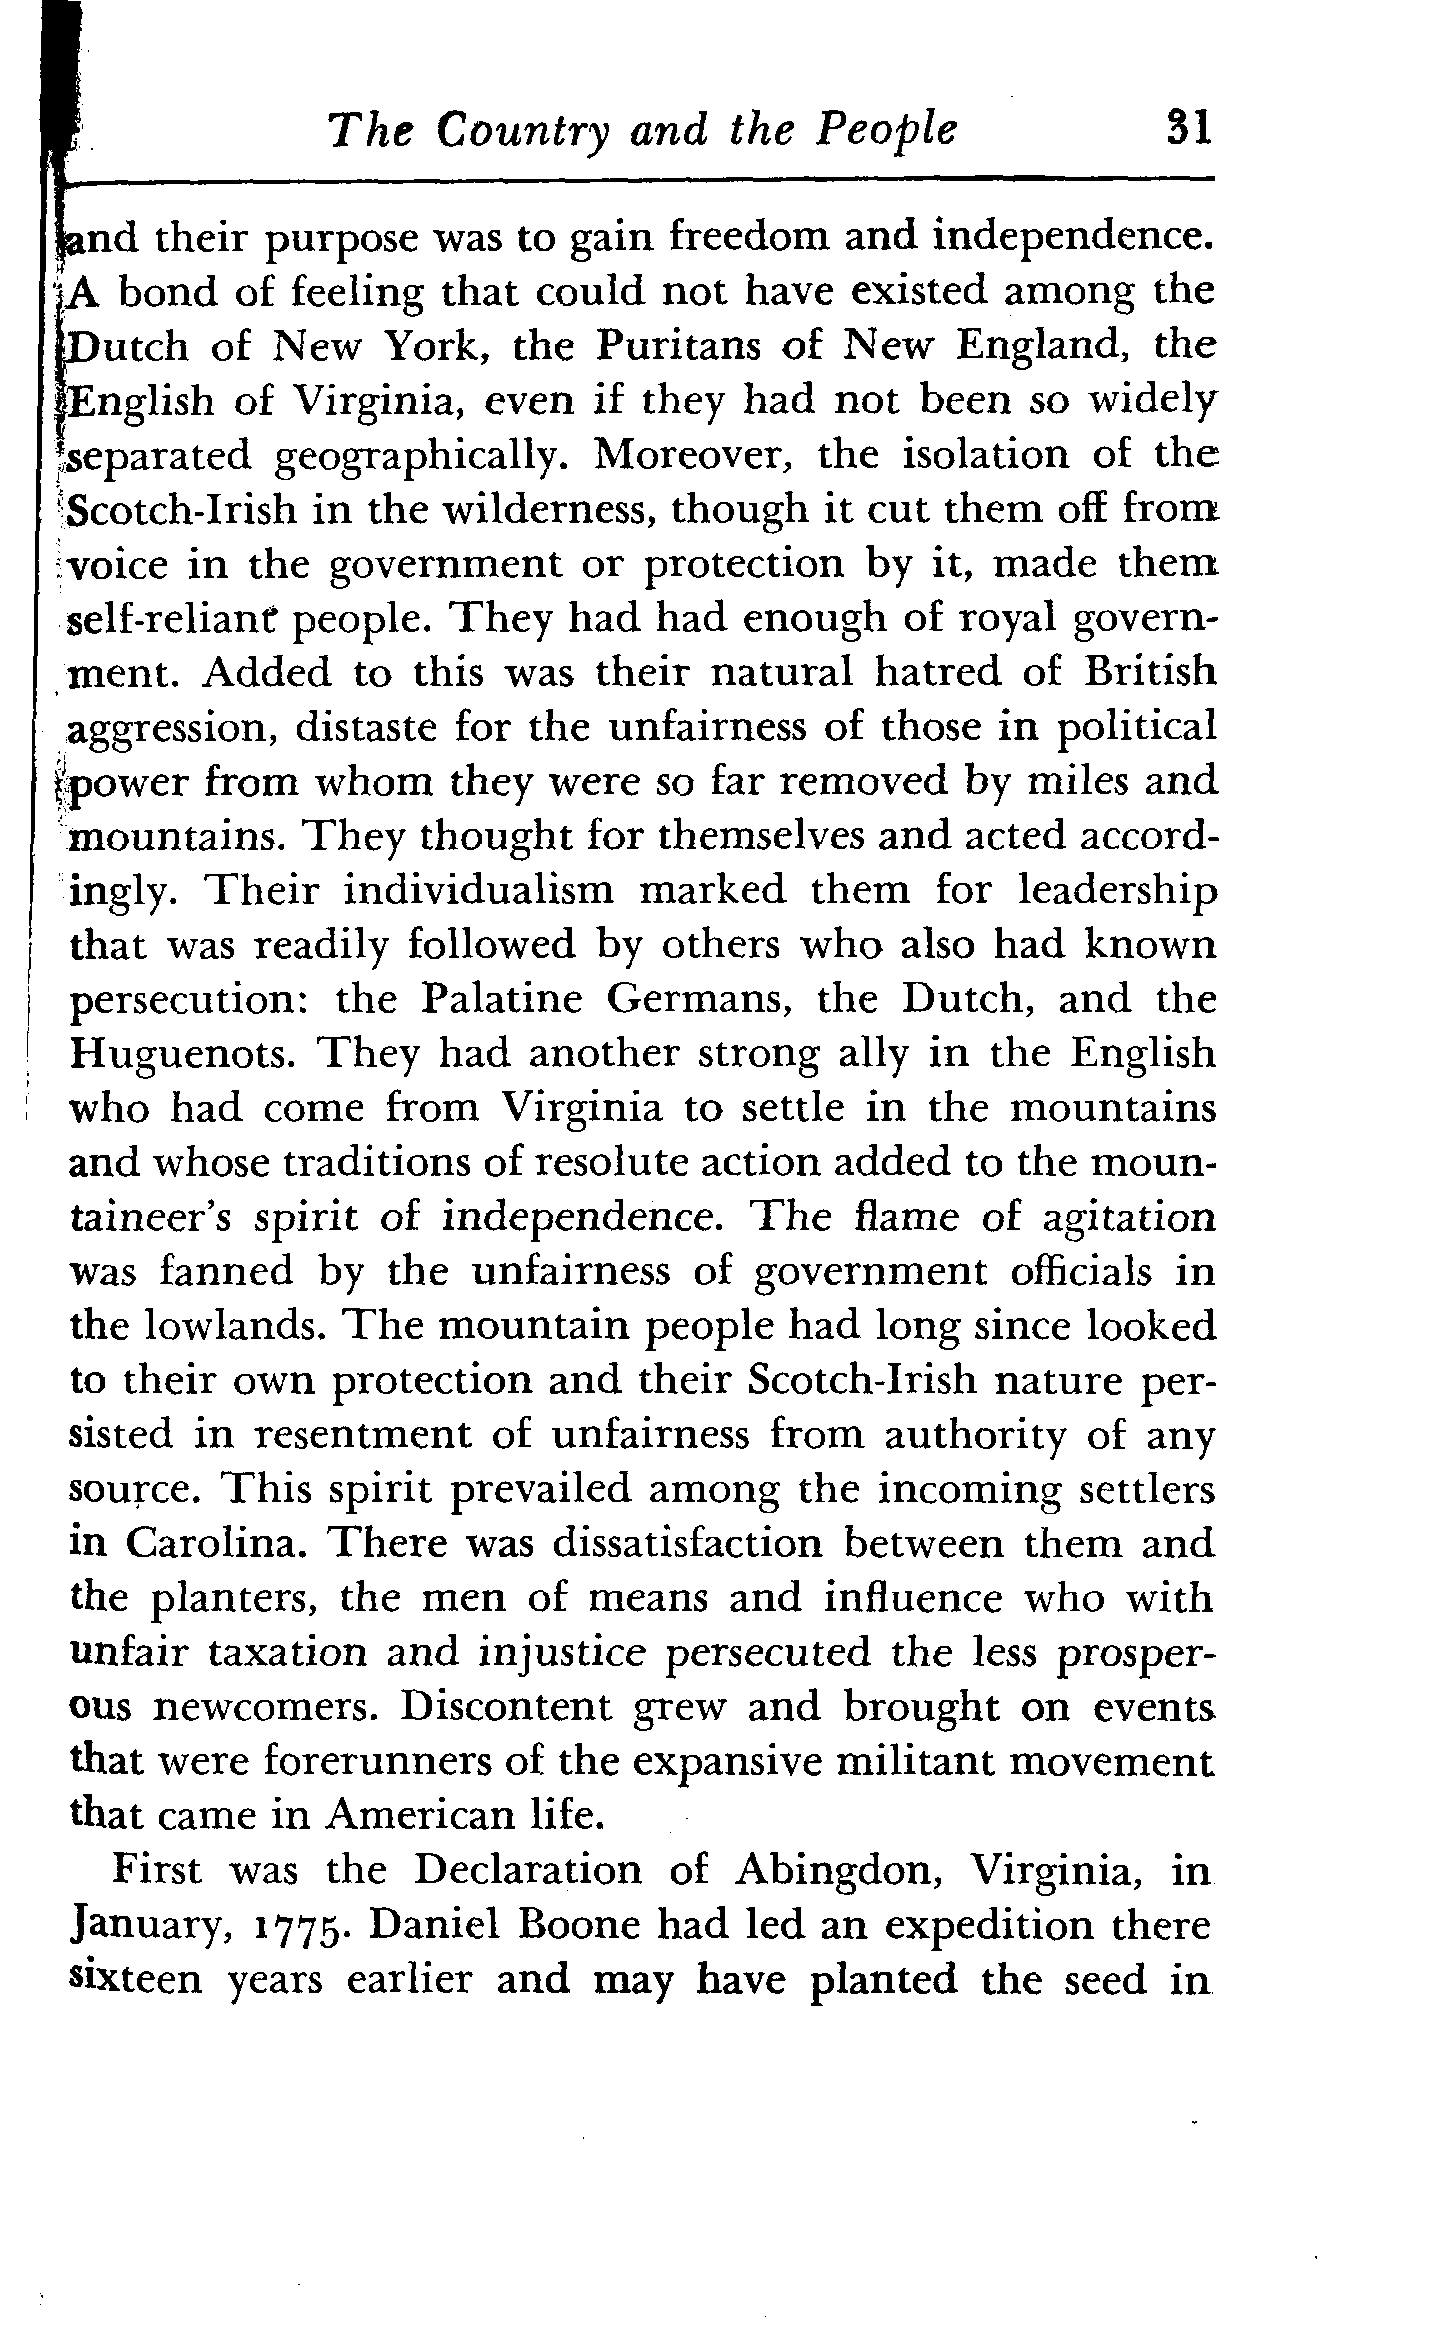 The Country and the People 31
and their purpose was to gain freedom and independence.
A bond of feeling that could not have existed among the
Dutch of New York, the Puritans of New England, the
English of Virginia, even if they had not been so widely
separated geographically. Moreover, the isolation of the
Scotch-Irish in the wilderness, though it cut them off from
voice in the government or protection by it, made them
self-reliant people. They had had enough of royal govern-
ment. Added to this was their natural hatred of British
aggression, distaste for the unfairness of those in political
power from whom they were so far removed by miles and
mountains. They thought for themselves and acted accord-
ingly. Their individualism marked them for leadership
that was readily followed by others who also had known
persecution: the Palatine Germans, the Dutch, and the
Huguenots. They had another strong ally in the English
who had come from Virginia to settle in the mountains
and whose traditions of resolute action added to the moun-
taineer's spirit of independence. The flame of agitation
was fanned by the unfairness of government officials in
the lowlands. The mountain people had long since looked
to their own protection and their Scotch-Irish nature per-
sisted in resentment of unfairness from authority of any
source. This spirit prevailed among the incoming settlers
in Carolina. There was dissatisfaction between them and
the planters, the men of means and influence who with
unfair taxation and injustice persecuted the less prosper-
ous newcomers. Discontent grew and brought on events
that were forerunners of the expansive militant movement
that came in American life.
First was the Declaration of Abingdon, Virginia, in
January, 1775. Daniel Boone had led an expedition there
sixteen years earlier and may have planted the seed in